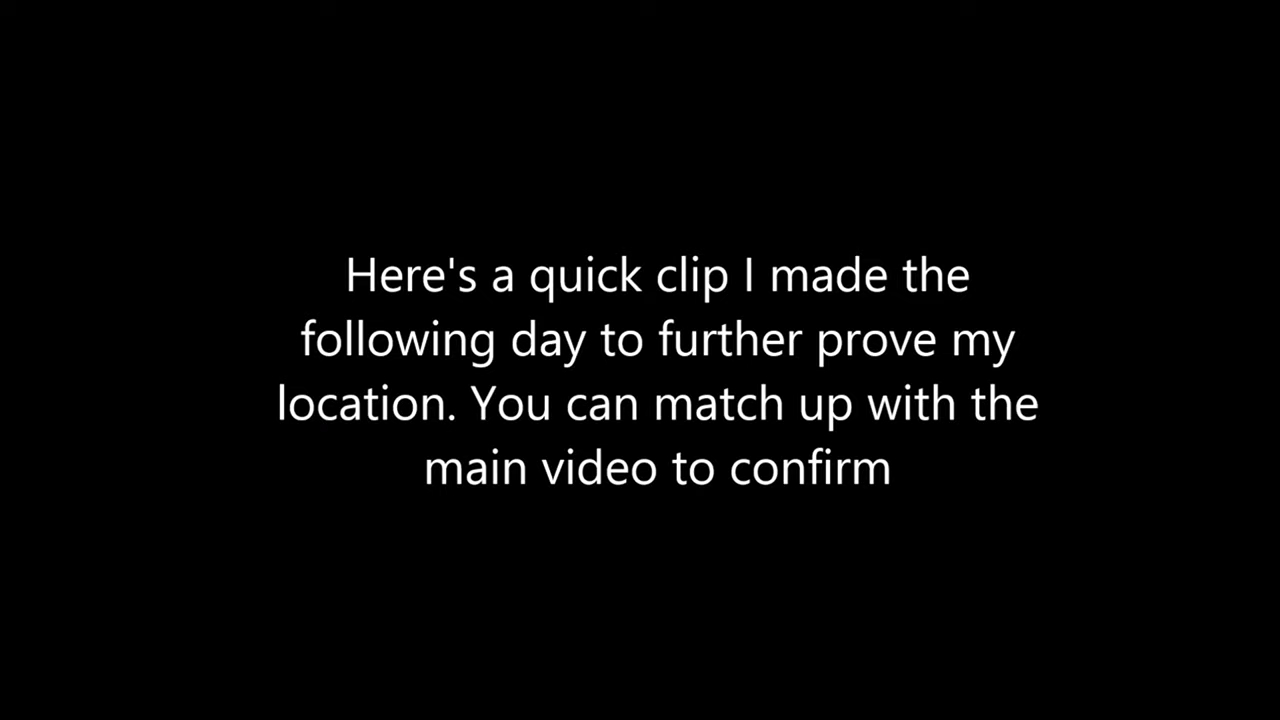 Here's a quick clip I made the
following day to further prove my
location. You can match up with the
main video to confirm